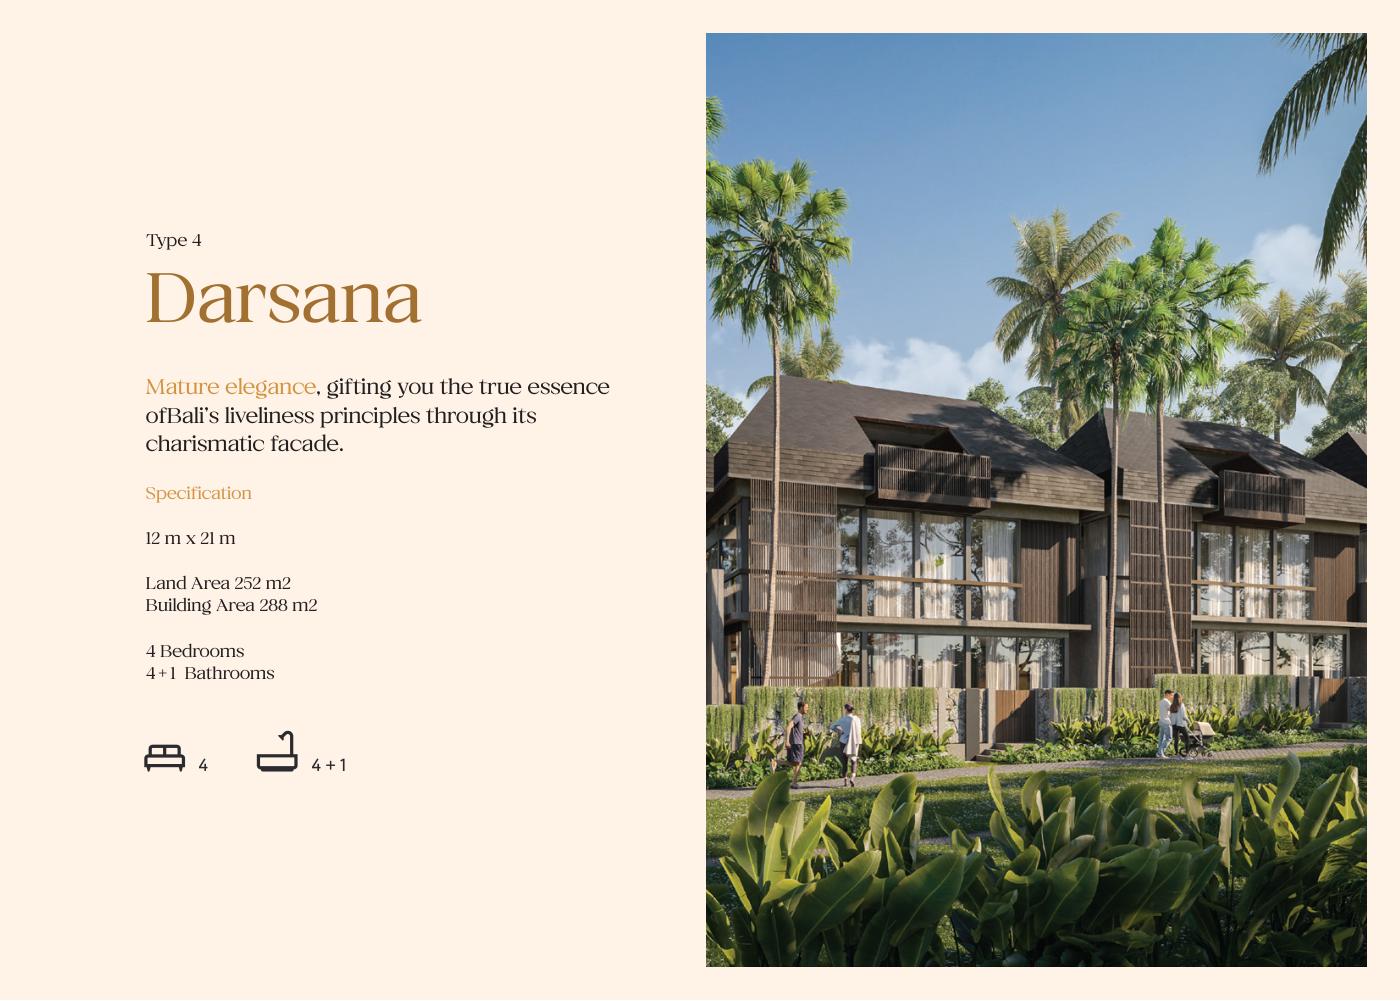 Type 4
Darsana
Mature elegance, gifting you the true essence
ofBali’s liveliness principles through its
charismatic facade.
Specification
12 m x 21 m
Land Area 252 m2
Building Area 288 m2
4 Bedrooms
4+1 Bathrooms
4 4+1